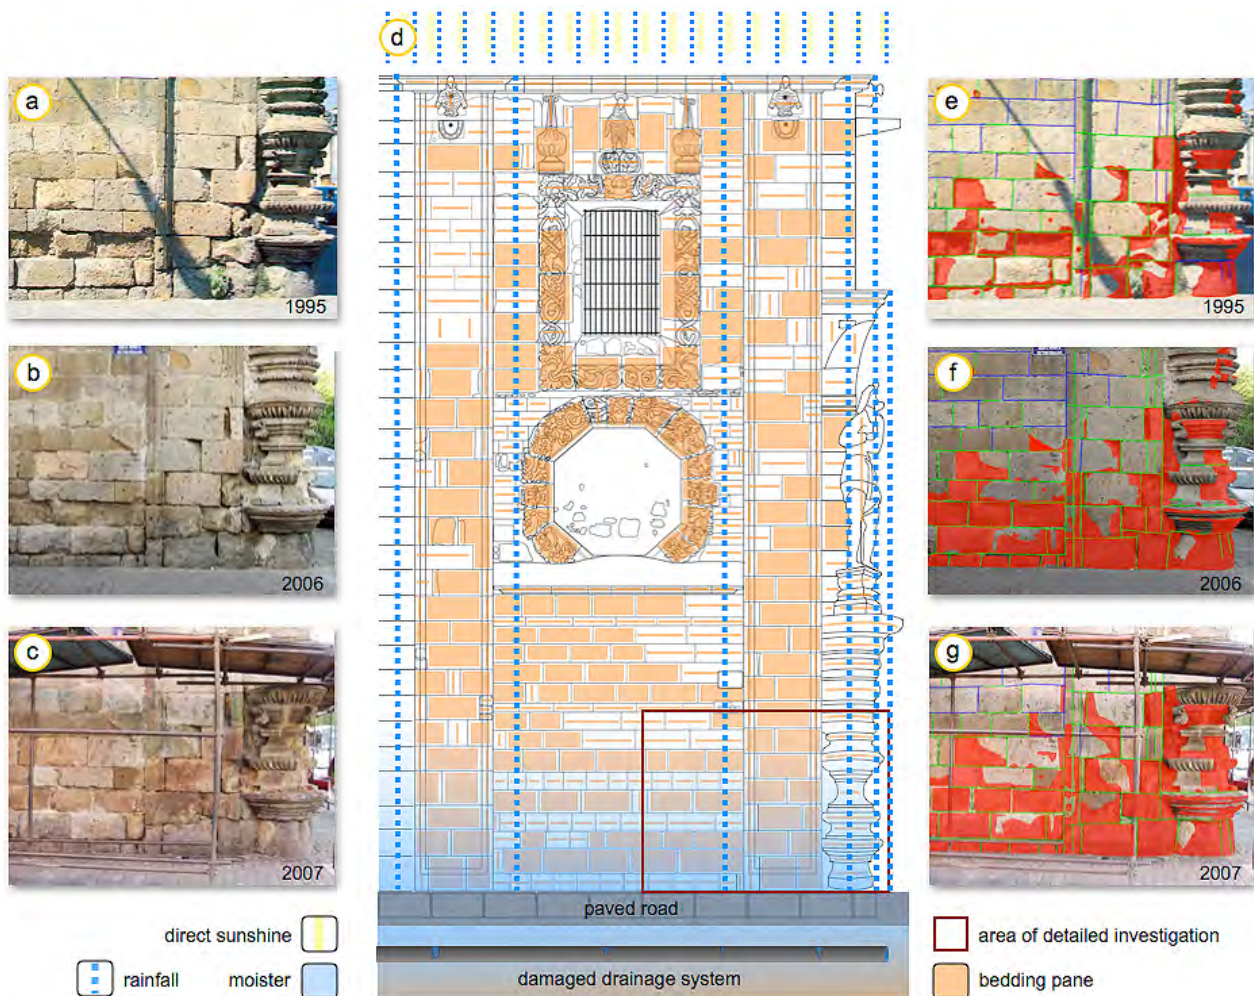 d
a
1995
e
1995
b
2006
f
2006
c
2007
g
2007
paved road
damaged drainage system
direct sunshine
rainfall
moister
area of detailed investigation
bedding pane